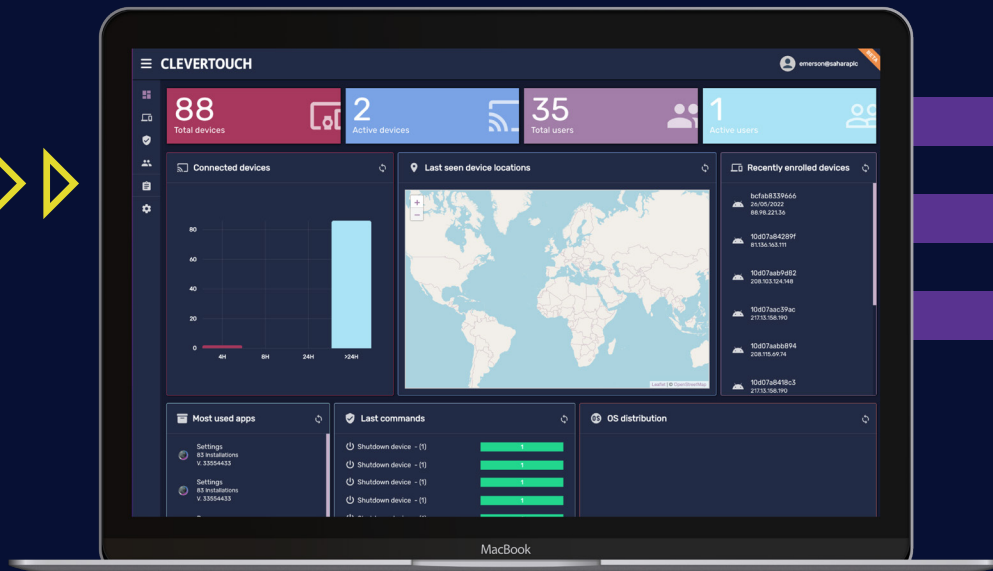 CLEVERTOUCH
emerson@saharaplc
BETA
88
Total devices
2
Active devices
35
Total users
1
Active users
Connected devices
80
60
40
20
0
4H 8H 24H >24H
Last seen device locations
+
−
Leaflet | © OpenStreetMap
Recently enrolled devices
bcfab8339666
26/05/2022
88.98.221.36
10d07a84289f
81.136.163.111
10d07aab9d82
208.103.124.148
10d07aac39ac
217.13.158.190
10d07aabb894
208.115.69.74
10d07a8418c3
217.13.158.190
Most used apps
Settings
83 Installations
V. 33554433
Settings
83 Installations
V. 33554433
Last commands
Shutdown device - (1) 1
Shutdown device - (1) 1
Shutdown device - (1) 1
Shutdown device - (1) 1
OS
OS distribution
MacBook